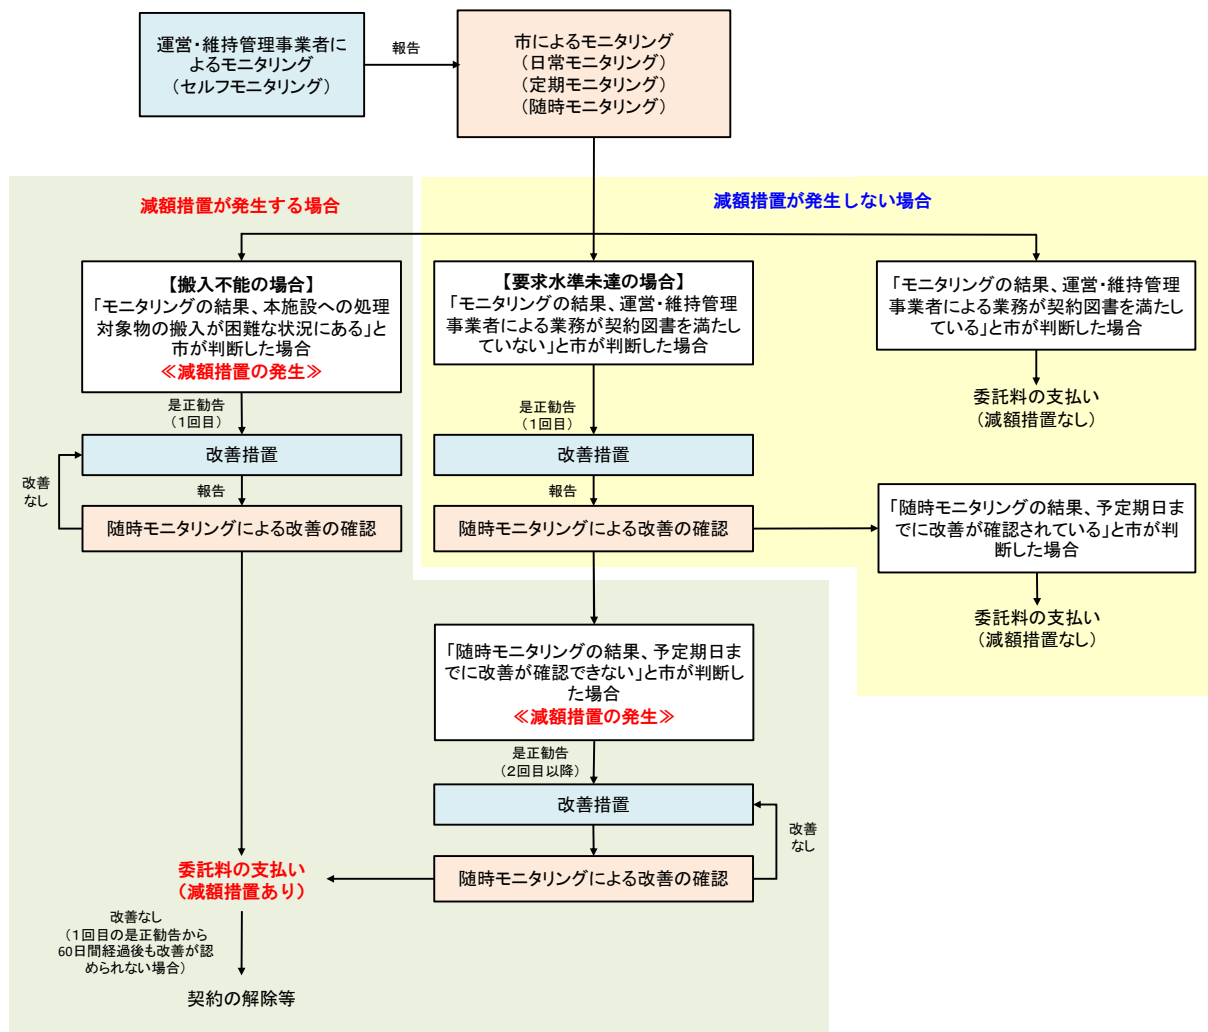 運営・維持管理事業者に
よるモニタリング
（セルフモニタリング）
報告
市によるモニタリング
（日常モニタリング）
（定期モニタリング）
（随時モニタリング）
減額措置が発生する場合
減額措置が発生しない場合
【搬入不能の場合】
「モニタリングの結果、本施設への処理
対象物の搬入が困難な状況にある」と
市が判断した場合
≪減額措置の発生≫
【要求水準未達の場合】
「モニタリングの結果、運営・維持管理
事業者による業務が契約図書を満たし
ていない」と市が判断した場合
「モニタリングの結果、運営・維持管理
事業者による業務が契約図書を満たし
ている」と市が判断した場合
委託料の支払い
（減額措置なし）
是正勧告
（１回目）
改善措置
改善
なし
報告
随時モニタリングによる改善の確認
是正勧告
（１回目）
改善措置
報告
随時モニタリングによる改善の確認
「随時モニタリングの結果、予定期日ま
でに改善が確認されている」と市が判
断した場合
委託料の支払い
（減額措置なし）
「随時モニタリングの結果、予定期日ま
でに改善が確認できない」と市が判断し
た場合
≪減額措置の発生≫
是正勧告
（２回目以降）
改善措置
改善
なし
随時モニタリングによる改善の確認
委託料の支払い
（減額措置あり）
改善なし
（１回目の是正勧告から
60日間経過後も改善が認
められない場合）
契約の解除等